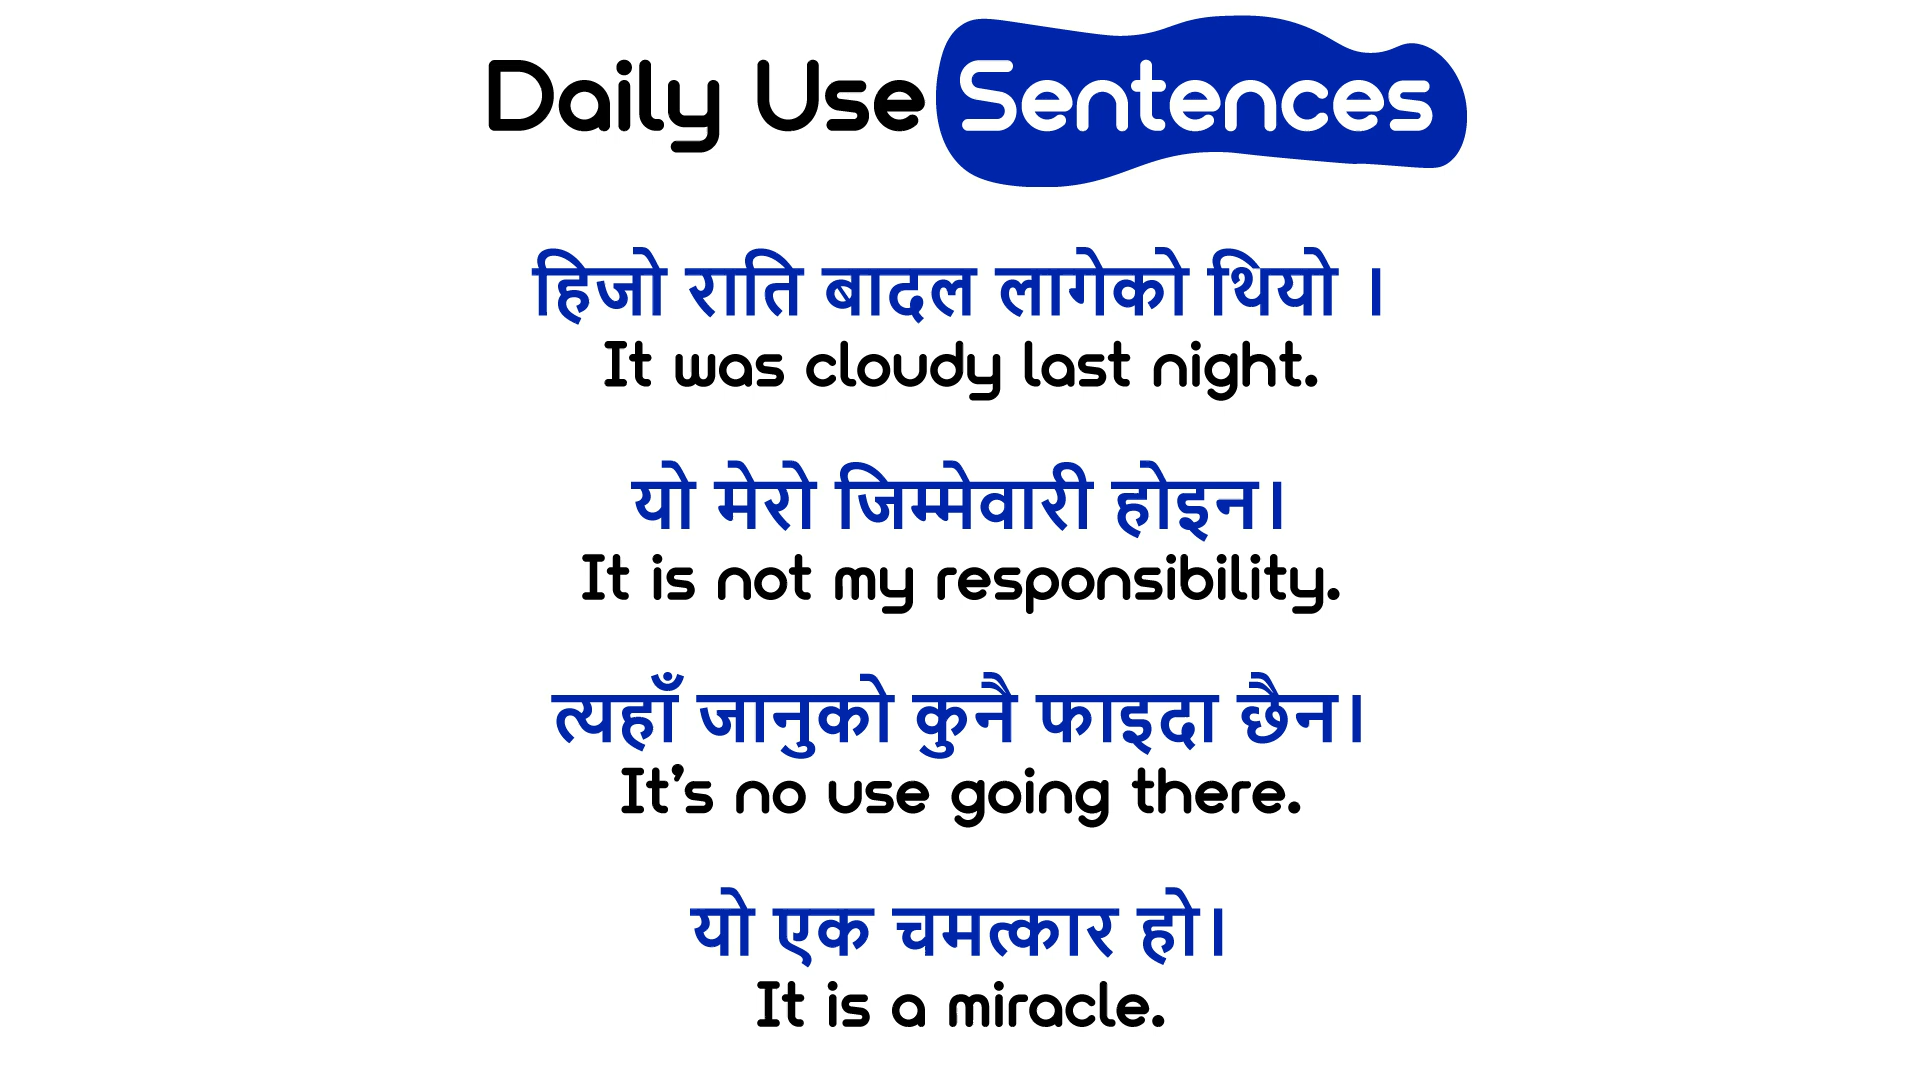 Daily Use Sentences
हिजो राति बादल लागेको थियो ।
It was cloudy last night.
यो मेरो जिम्मेवारी होइन।
It is not my responsibility.
त्यहाँ जानुको कुनै फाइदा छैन।
It’s no use going there.
यो एक चमत्कार हो।
It is a miracle.